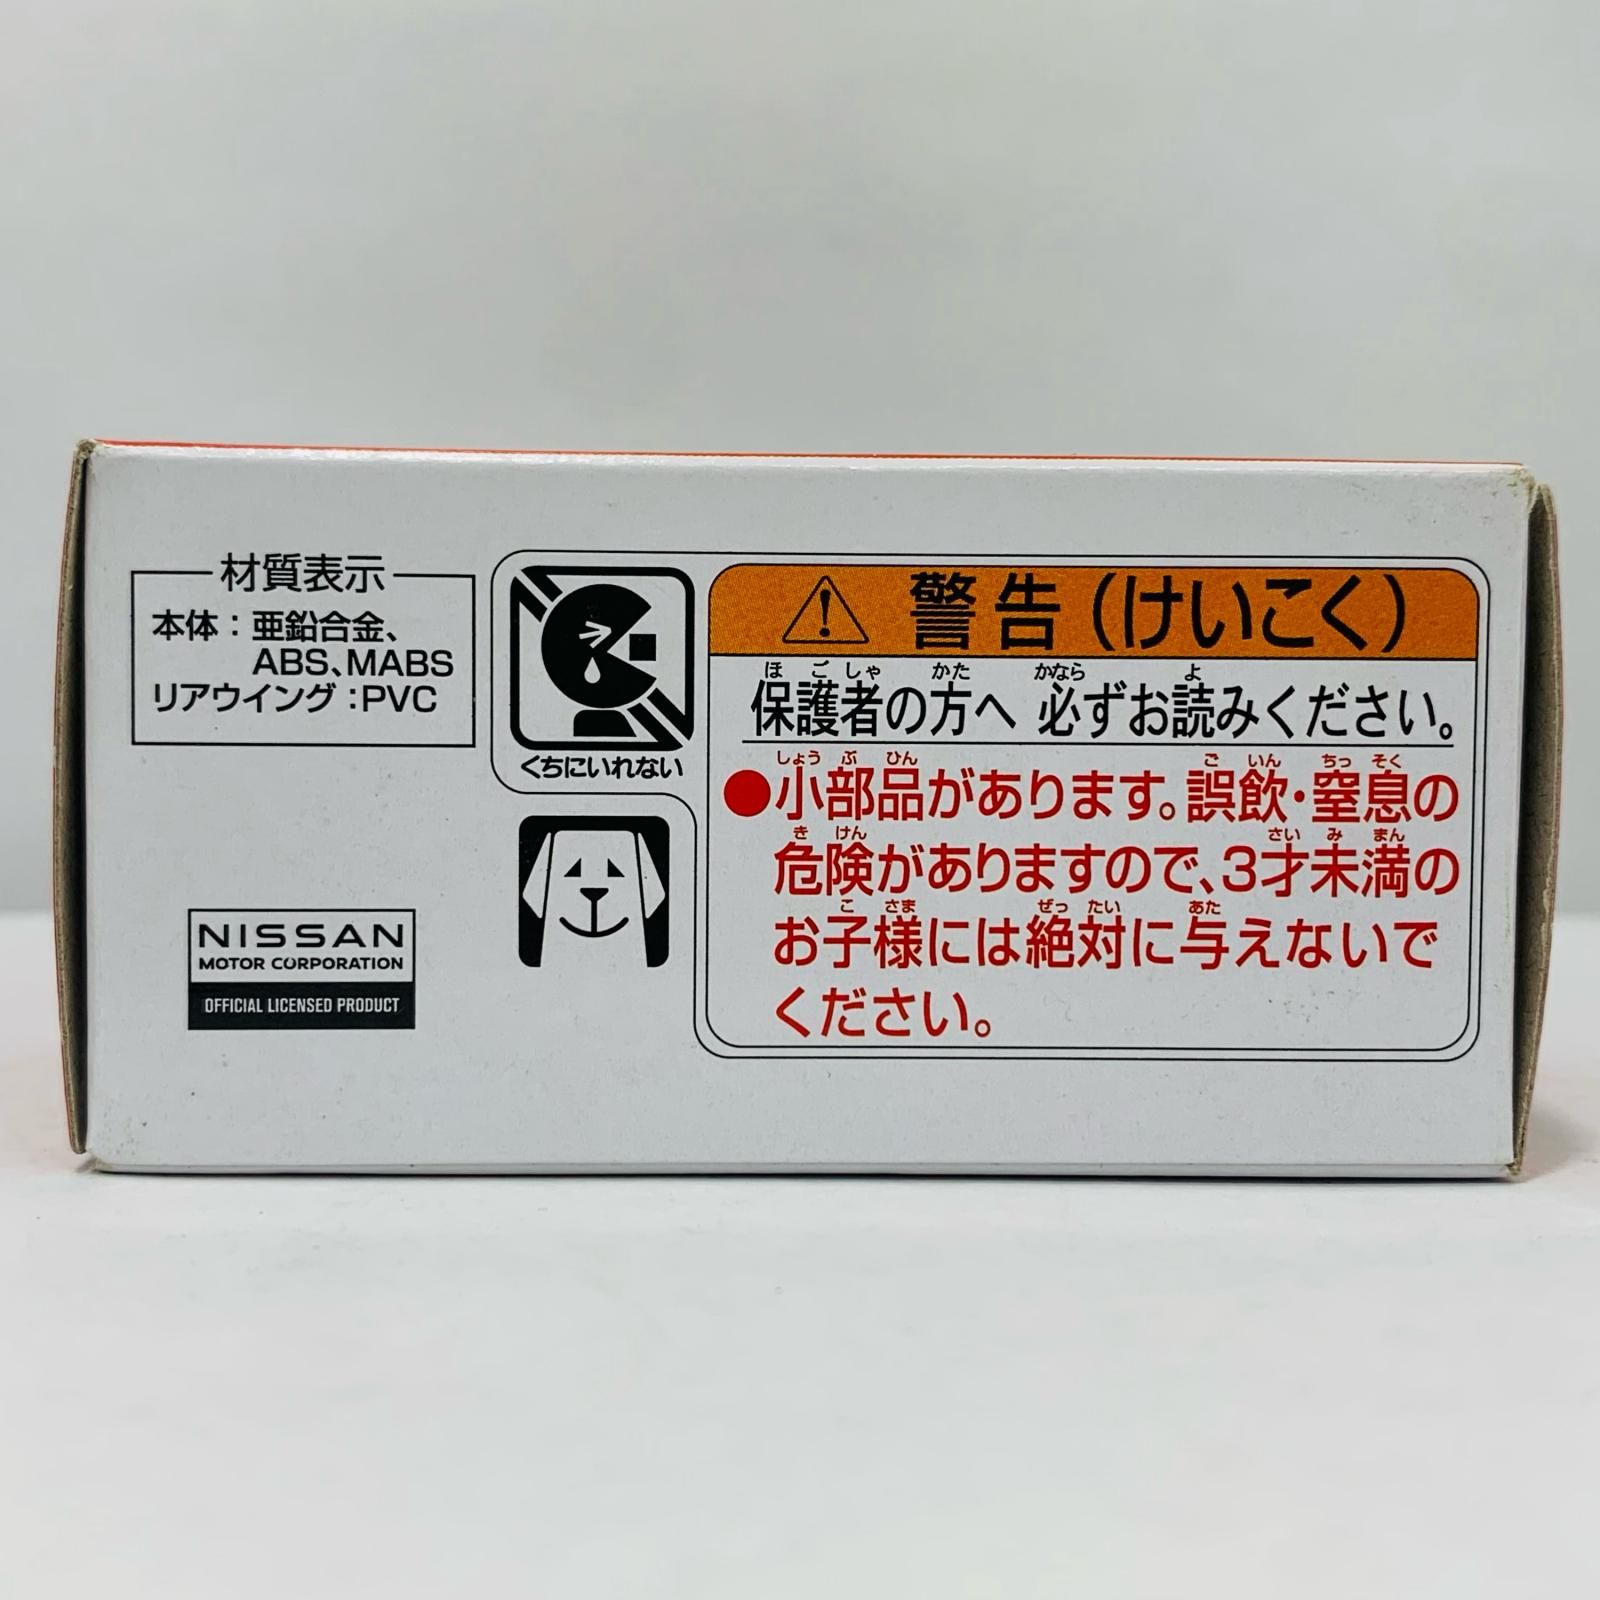 材質表示
本体：亜鉛合金、
ABS、MABS
リアウイング：PVC
NISSAN
MOTOR CORPORATION
OFFICIAL LICENSED PRODUCT
くちにいれない
警告（けいこく）
ほごしゃ かた かなら よ
保護者の方へ 必ずお読みください。
しょうぶひん ごいん ちっそく
●小部品があります。誤飲・窒息の
きけん さいみまん
危険がありますので、3才未満の
こさま ぜったい あた
お子様には絶対に与えないで
ください。